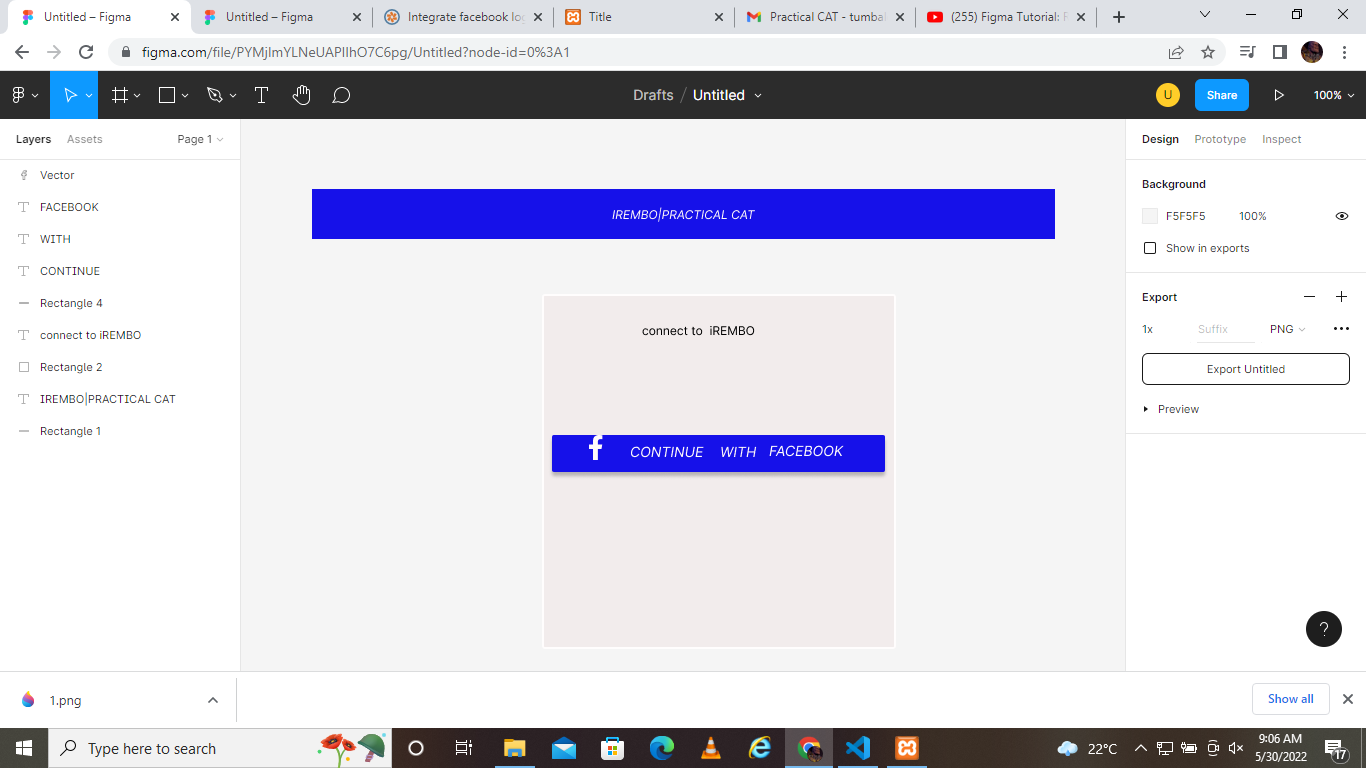 Untitled – Figma
Untitled – Figma
Integrate facebook log
Title
Practical CAT - tumba
(255) Figma Tutorial: F
figma.com/file/PYMjlmYLNeUAPIlhO7C6pg/Untitled?node-id=0%3A1
Drafts / Untitled
U
Share
100%
Layers
Assets
Page 1
Design
Prototype
Inspect
Vector
FACEBOOK
WITH
CONTINUE
Rectangle 4
connect to iREMBO
Rectangle 2
IREMBO|PRACTICAL CAT
Rectangle 1
IREMBO|PRACTICAL CAT
connect to iREMBO
f CONTINUE WITH FACEBOOK
Background
F5F5F5 100%
Show in exports
Export
1x Suffix PNG
Export Untitled
Preview
?
1.png
Show all
Type here to search
22°C
9:06 AM
5/30/2022
17